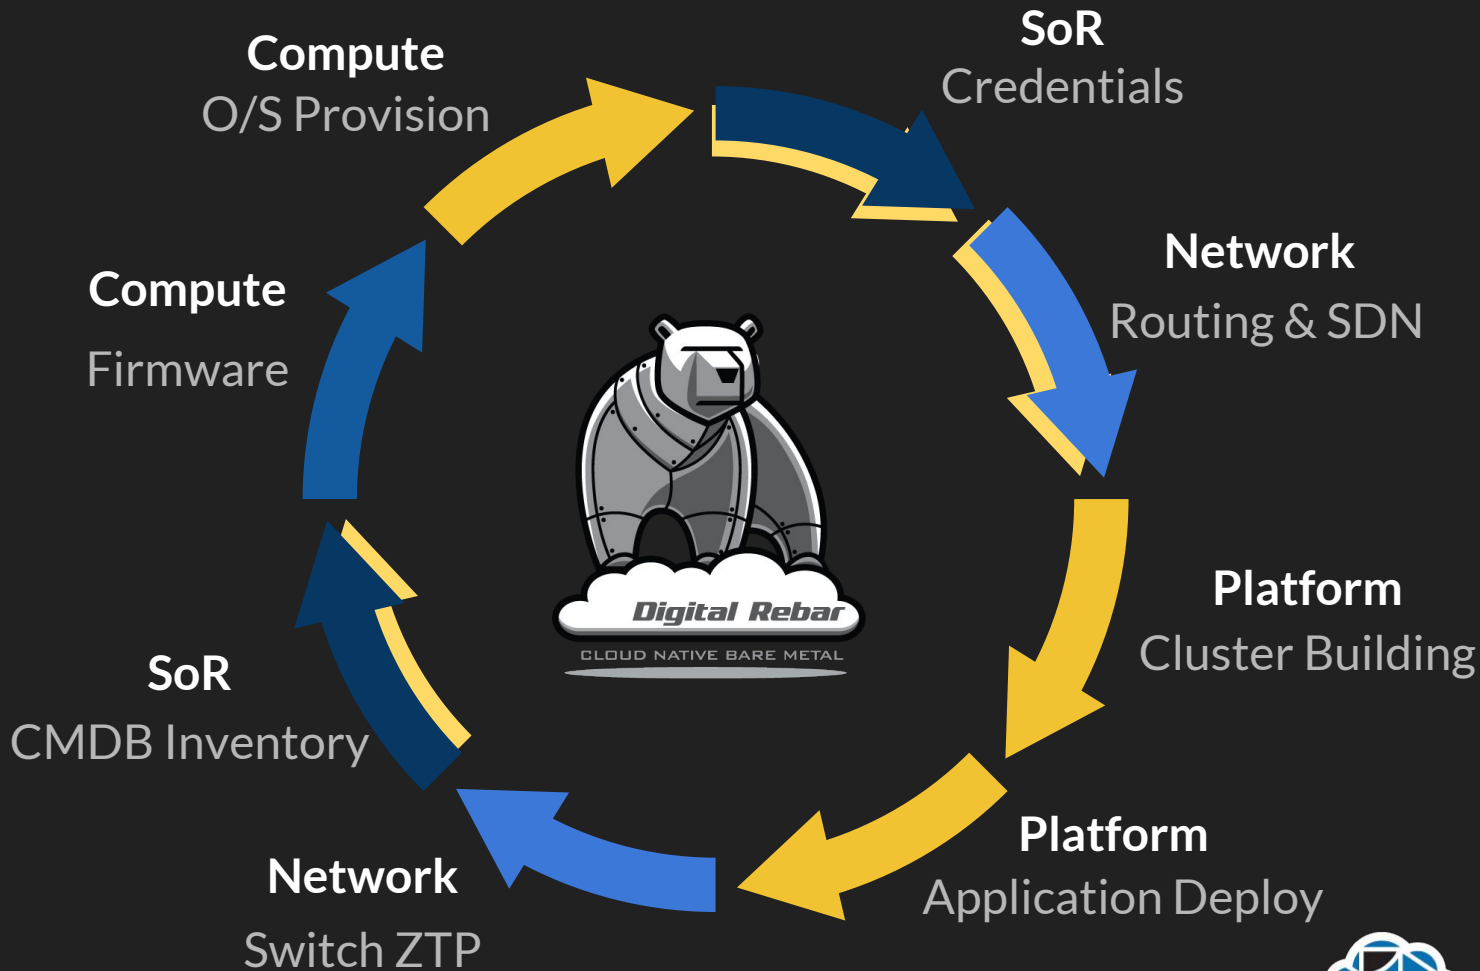 Compute
O/S Provision
SoR
Credentials
Network
Routing & SDN
Platform
Cluster Building
Platform
Application Deploy
Network
Switch ZTP
SoR
CMDB Inventory
Compute
Firmware
Digital Rebar
CLOUD NATIVE BARE METAL